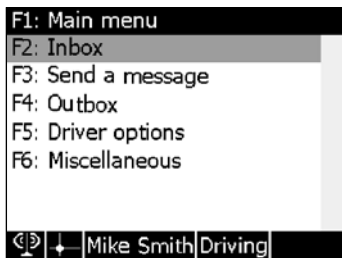 F1: Main menu
F2: Inbox
F3: Send a message
F4: Outbox
F5: Driver options
F6: Miscellaneous
Mike Smith Driving